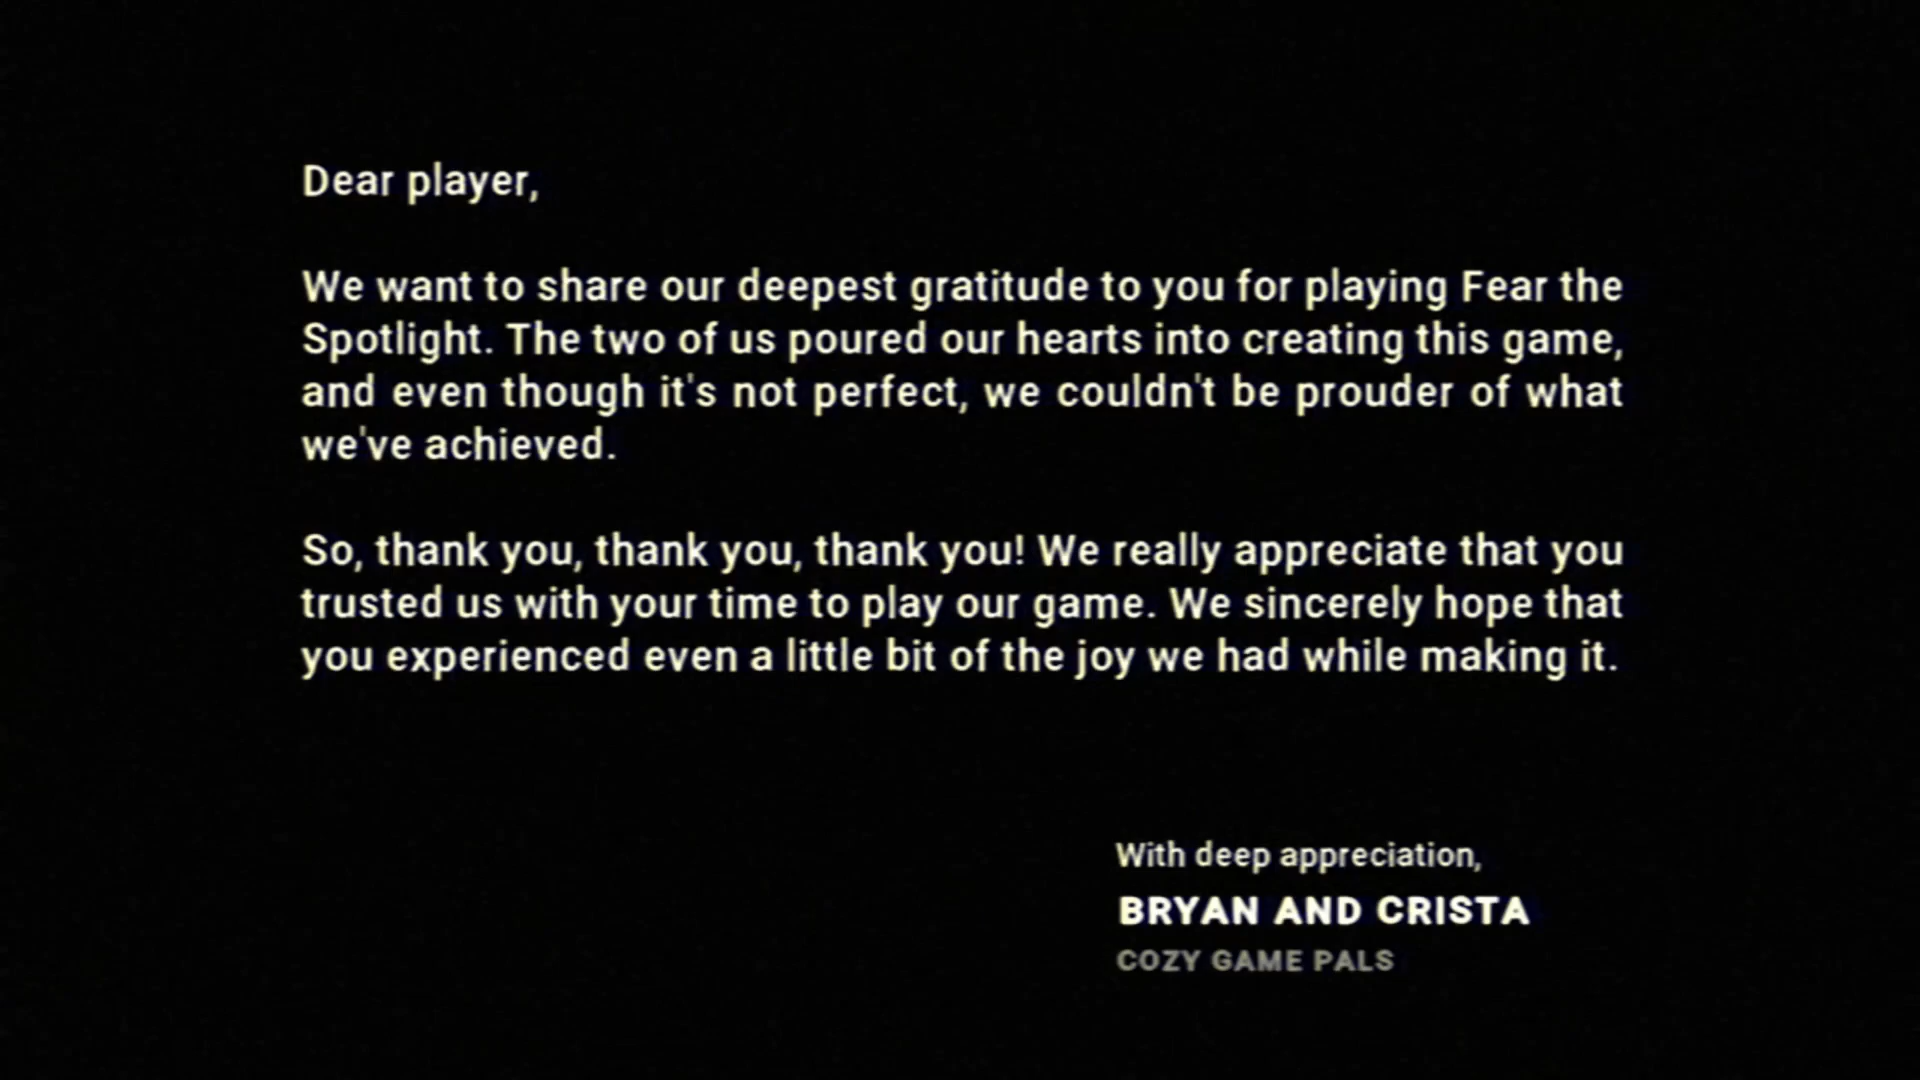 Dear player,
We want to share our deepest gratitude to you for playing Fear the
Spotlight. The two of us poured our hearts into creating this game,
and even though it's not perfect, we couldn't be prouder of what
we've achieved.
So, thank you, thank you, thank you! We really appreciate that you
trusted us with your time to play our game. We sincerely hope that
you experienced even a little bit of the joy we had while making it.
With deep appreciation,
BRYAN AND CRISTA
COZY GAME PALS